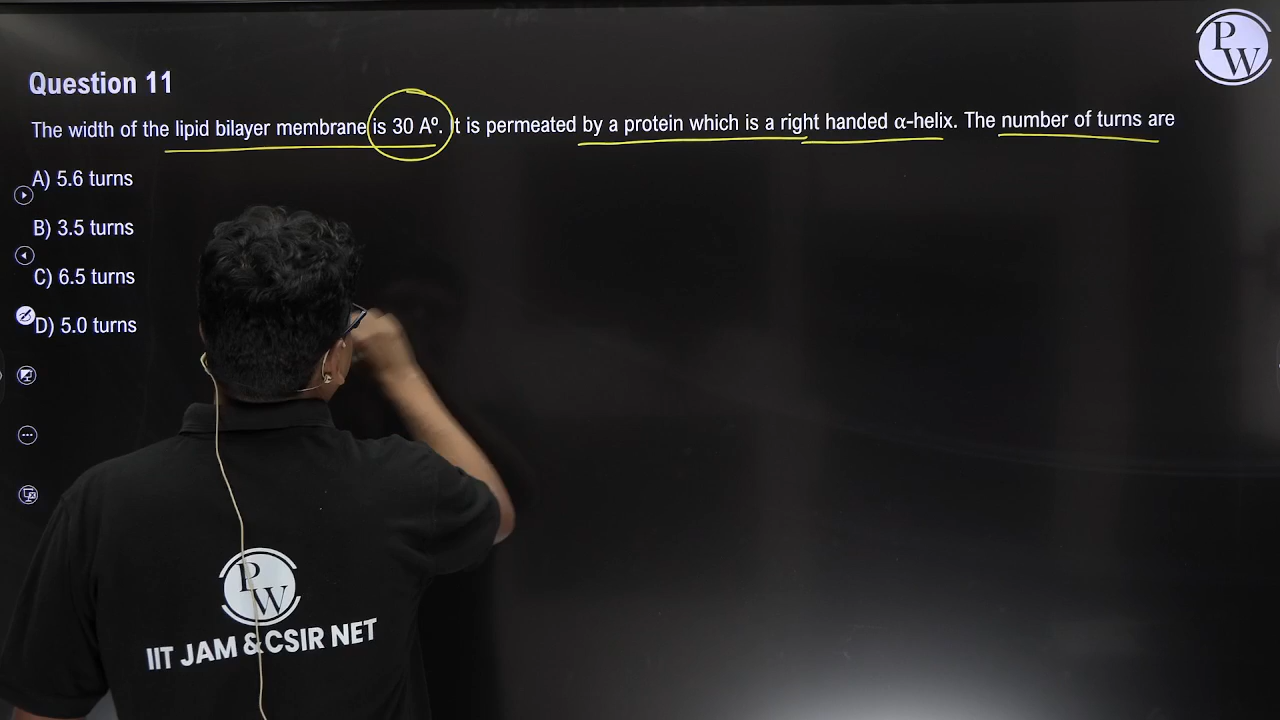 P
W
Question 11
The width of the lipid bilayer membrane is 30 Aº. It is permeated by a protein which is a right handed α-helix. The number of turns are
A) 5.6 turns
B) 3.5 turns
C) 6.5 turns
D) 5.0 turns
P
W
IIT JAM & CSIR NET